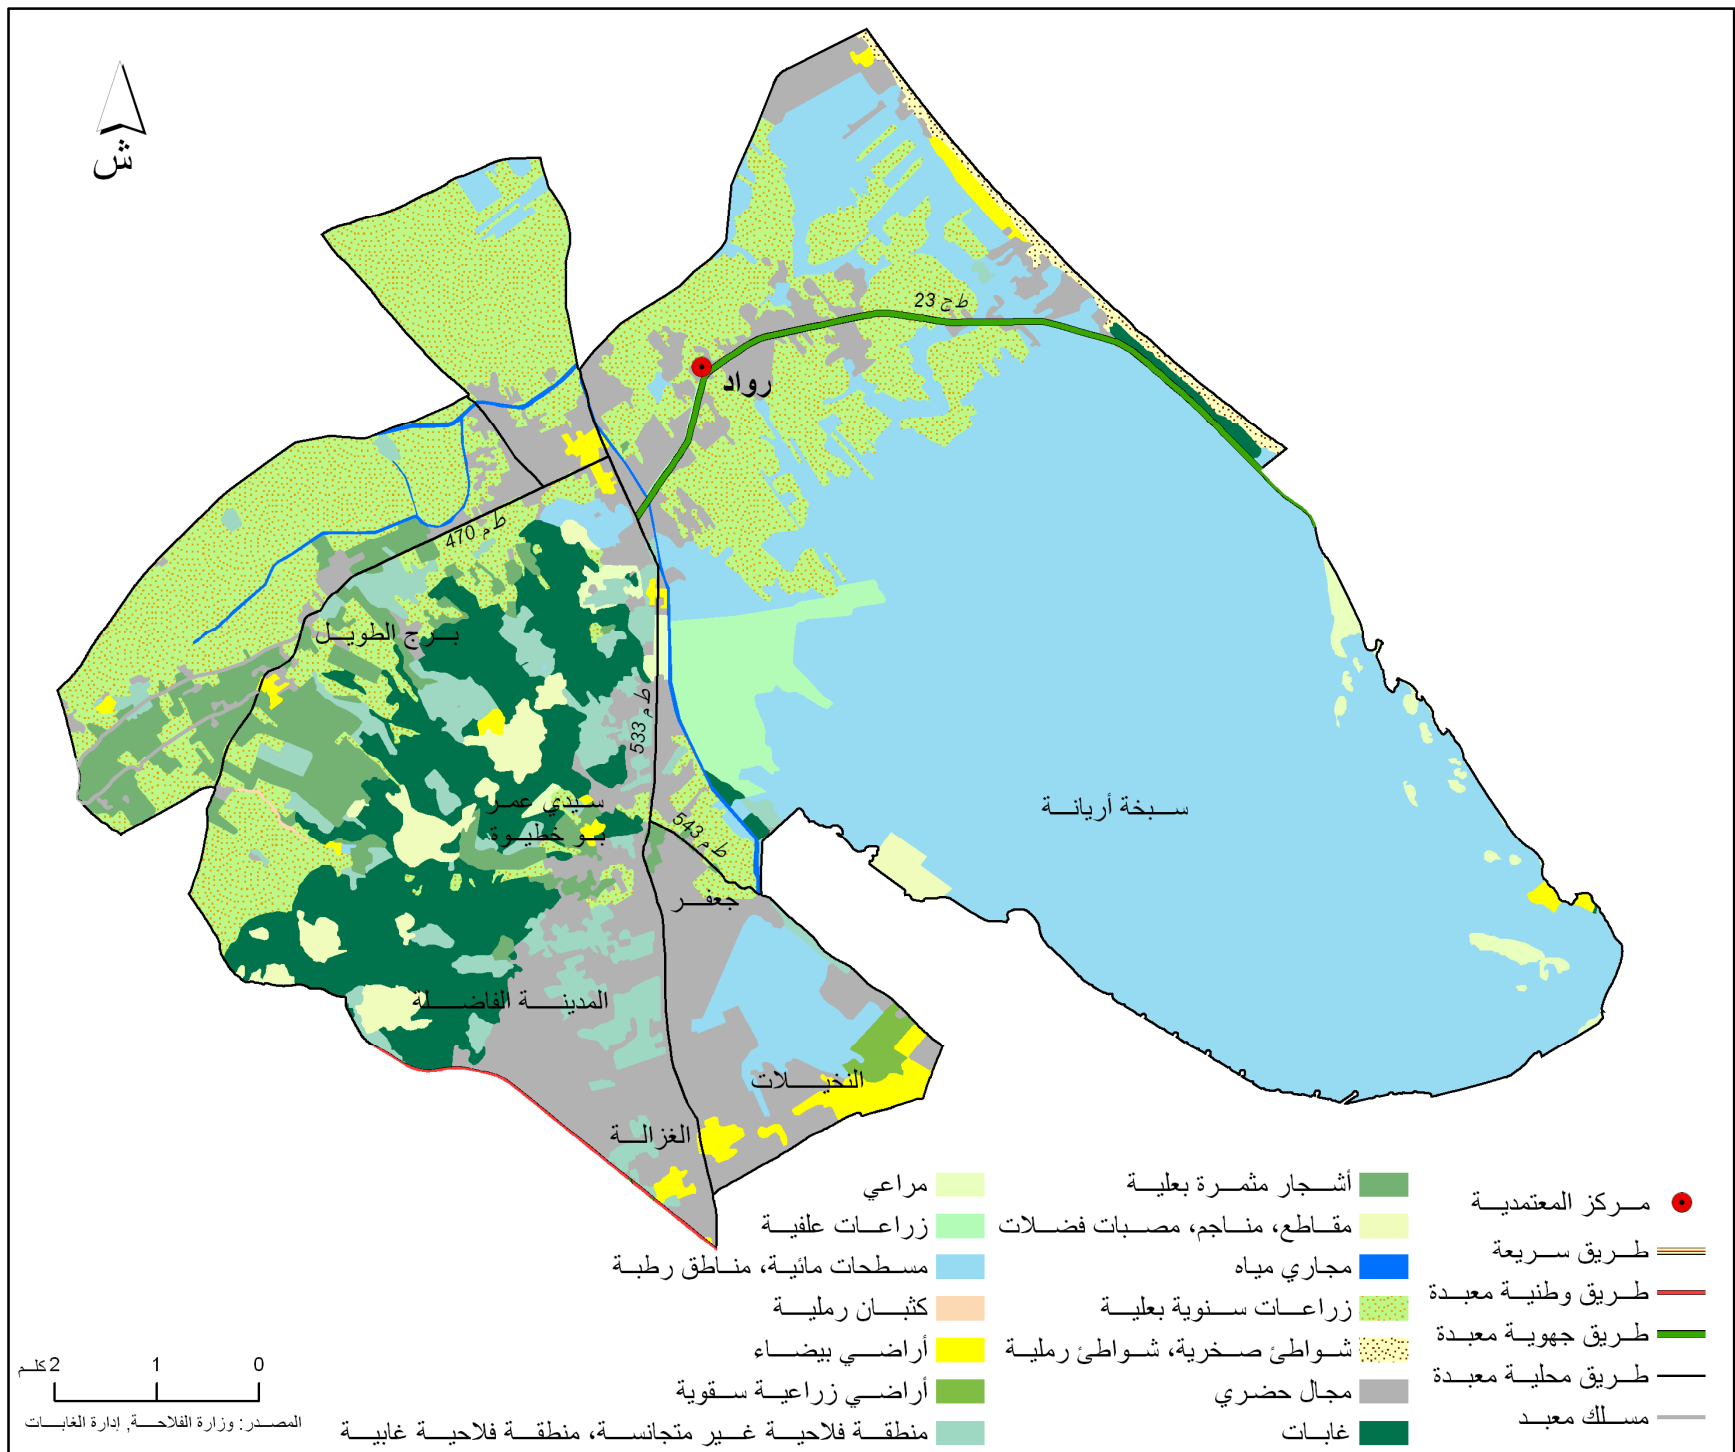 ش
ط ج 23
رواد
ط م 470
برج الطويل
ط م 533
سيدي عمر
بو خطيوة
سبخة أريانة
ط م 543
جعفر
المدينة الفاضلة
النخيلات
الغزالة
مركز المعتمدية
طريق سريعة
طريق وطنية معبدة
طريق جهوية معبدة
طريق محلية معبدة
مسلك معبد
أشجار مثمرة بعلية
مقاطع، مناجم، مصبات فضلات
مجاري مياه
زراعات سنوية بعلية
شواطئ صخرية، شواطئ رملية
مجال حضري
غابات
مراعي
زراعات علفية
مسطحات مائية، مناطق رطبة
كثبان رملية
أراضي بيضاء
أراضي زراعية سقوية
منطقة فلاحية غير متجانسة، منطقة فلاحية غابية
0 1 2 كلم
المصدر: وزارة الفلاحة, إدارة الغابات